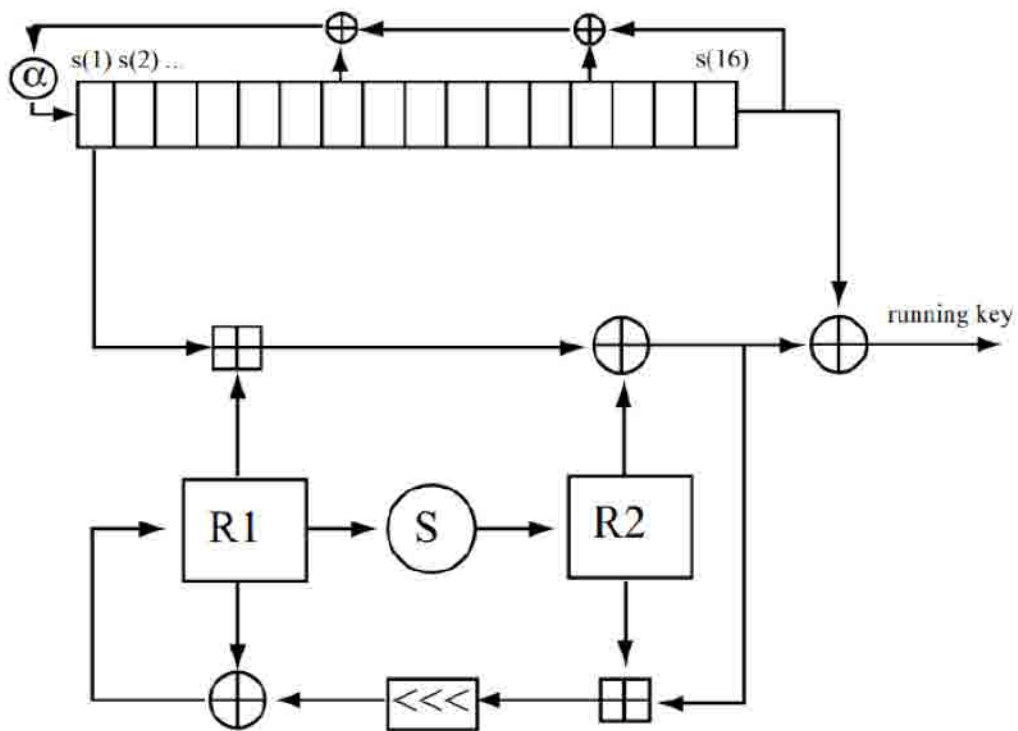 s(1) s(2) ... s(16)
α
running key
R1 S R2
<<<